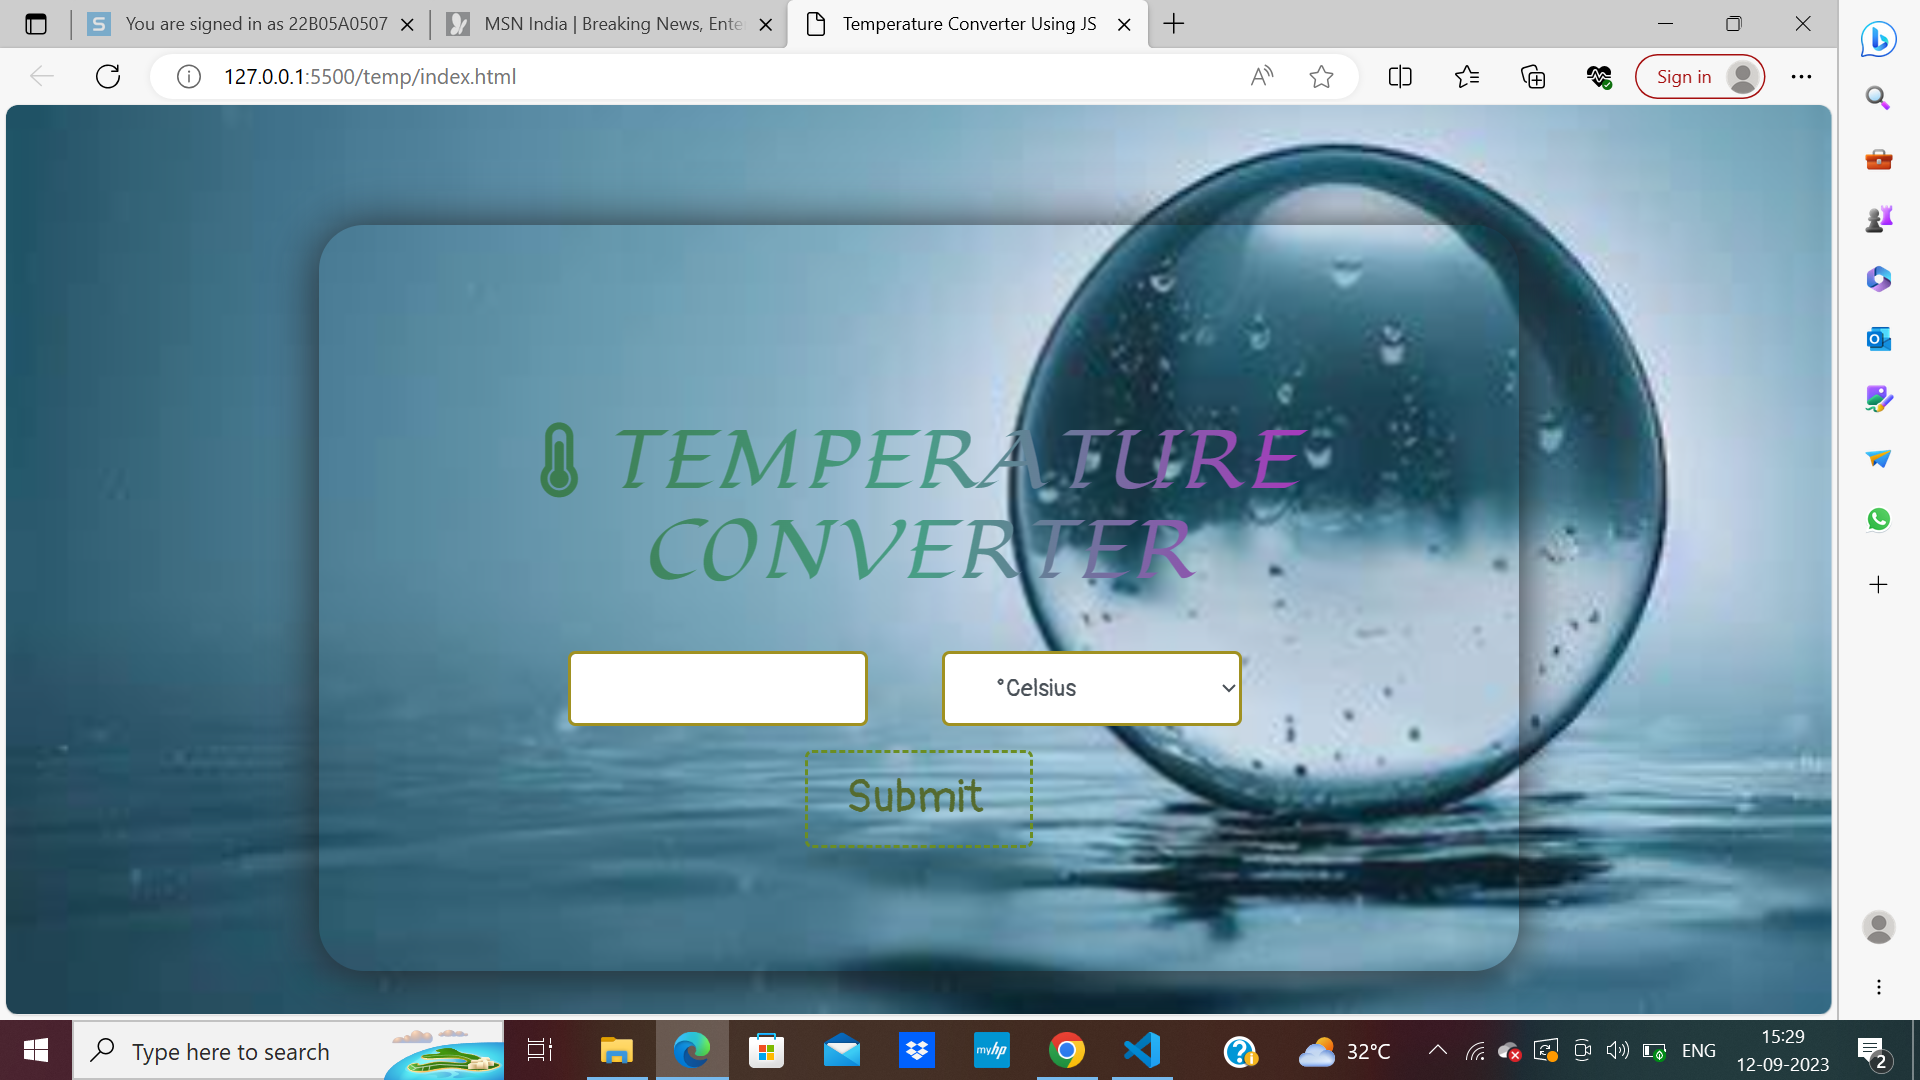 You are signed in as 22B05A0507
MSN India | Breaking News, Ente
Temperature Converter Using JS
127.0.0.1:5500/temp/index.html
Sign in
TEMPERATURE
CONVERTER
°Celsius
Submit
Type here to search
myhp
32°C
ENG
15:29
12-09-2023
2